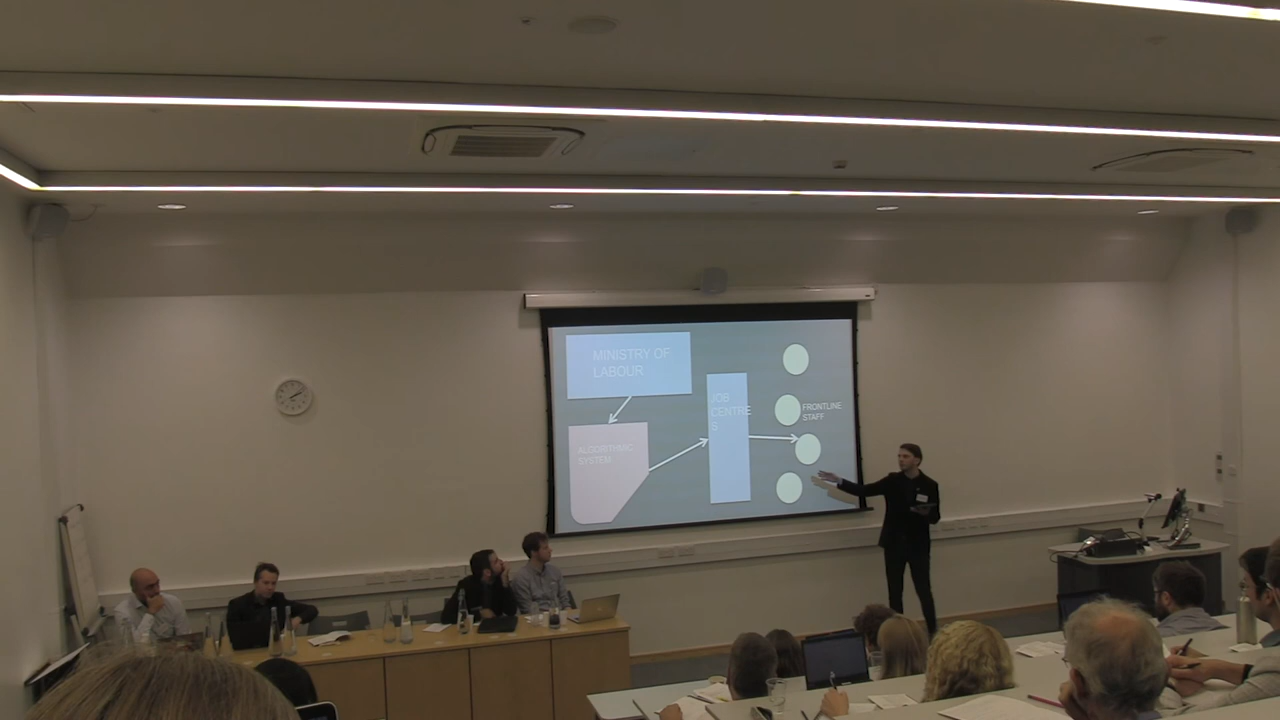 MINISTRY OF
LABOUR
ALGORITHMIC
SYSTEM
JOB
CENTRE
S
FRONTLINE
STAFF